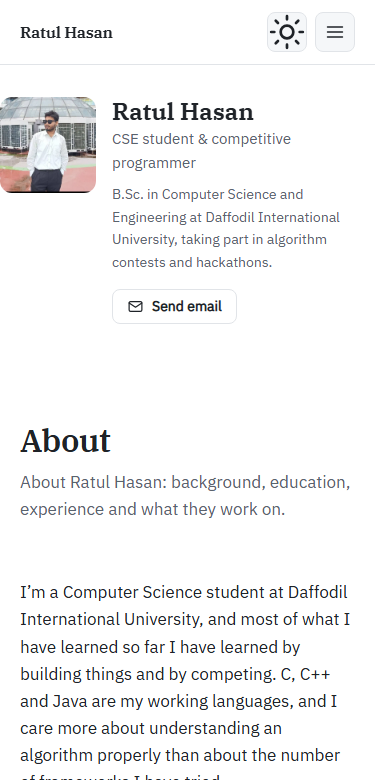 Ratul Hasan
Ratul Hasan
CSE student & competitive
programmer
B.Sc. in Computer Science and
Engineering at Daffodil International
University, taking part in algorithm
contests and hackathons.
Send email
About
About Ratul Hasan: background, education,
experience and what they work on.
I’m a Computer Science student at Daffodil
International University, and most of what I
have learned so far I have learned by
building things and by competing. C, C++
and Java are my working languages, and I
care more about understanding an
algorithm properly than about the number
of frameworks I have tried.